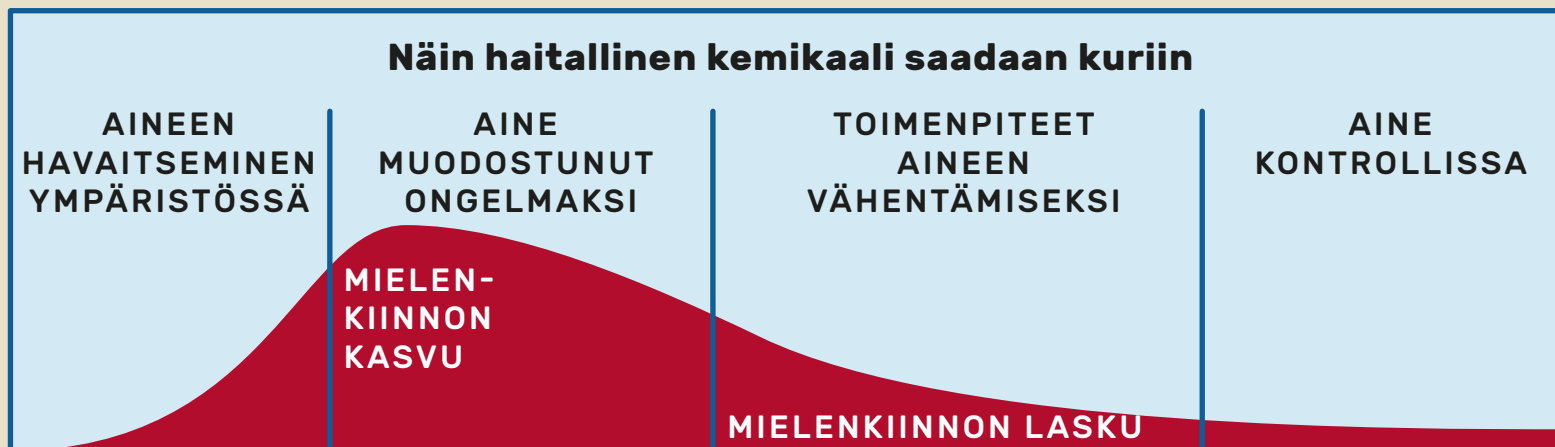 Näin haitallinen kemikaali saadaan kuriin
AINEEN
HAVAITSEMINEN
YMPÄRISTÖSSÄ
AINE
MUODOSTUNUT
ONGELMAKSI
TOIMENPITEET
AINEEN
VÄHENTÄMISEKSI
AINE
KONTROLLISSA
MIELEN-
KIINNON
KASVU
MIELENKIINNON LASKU